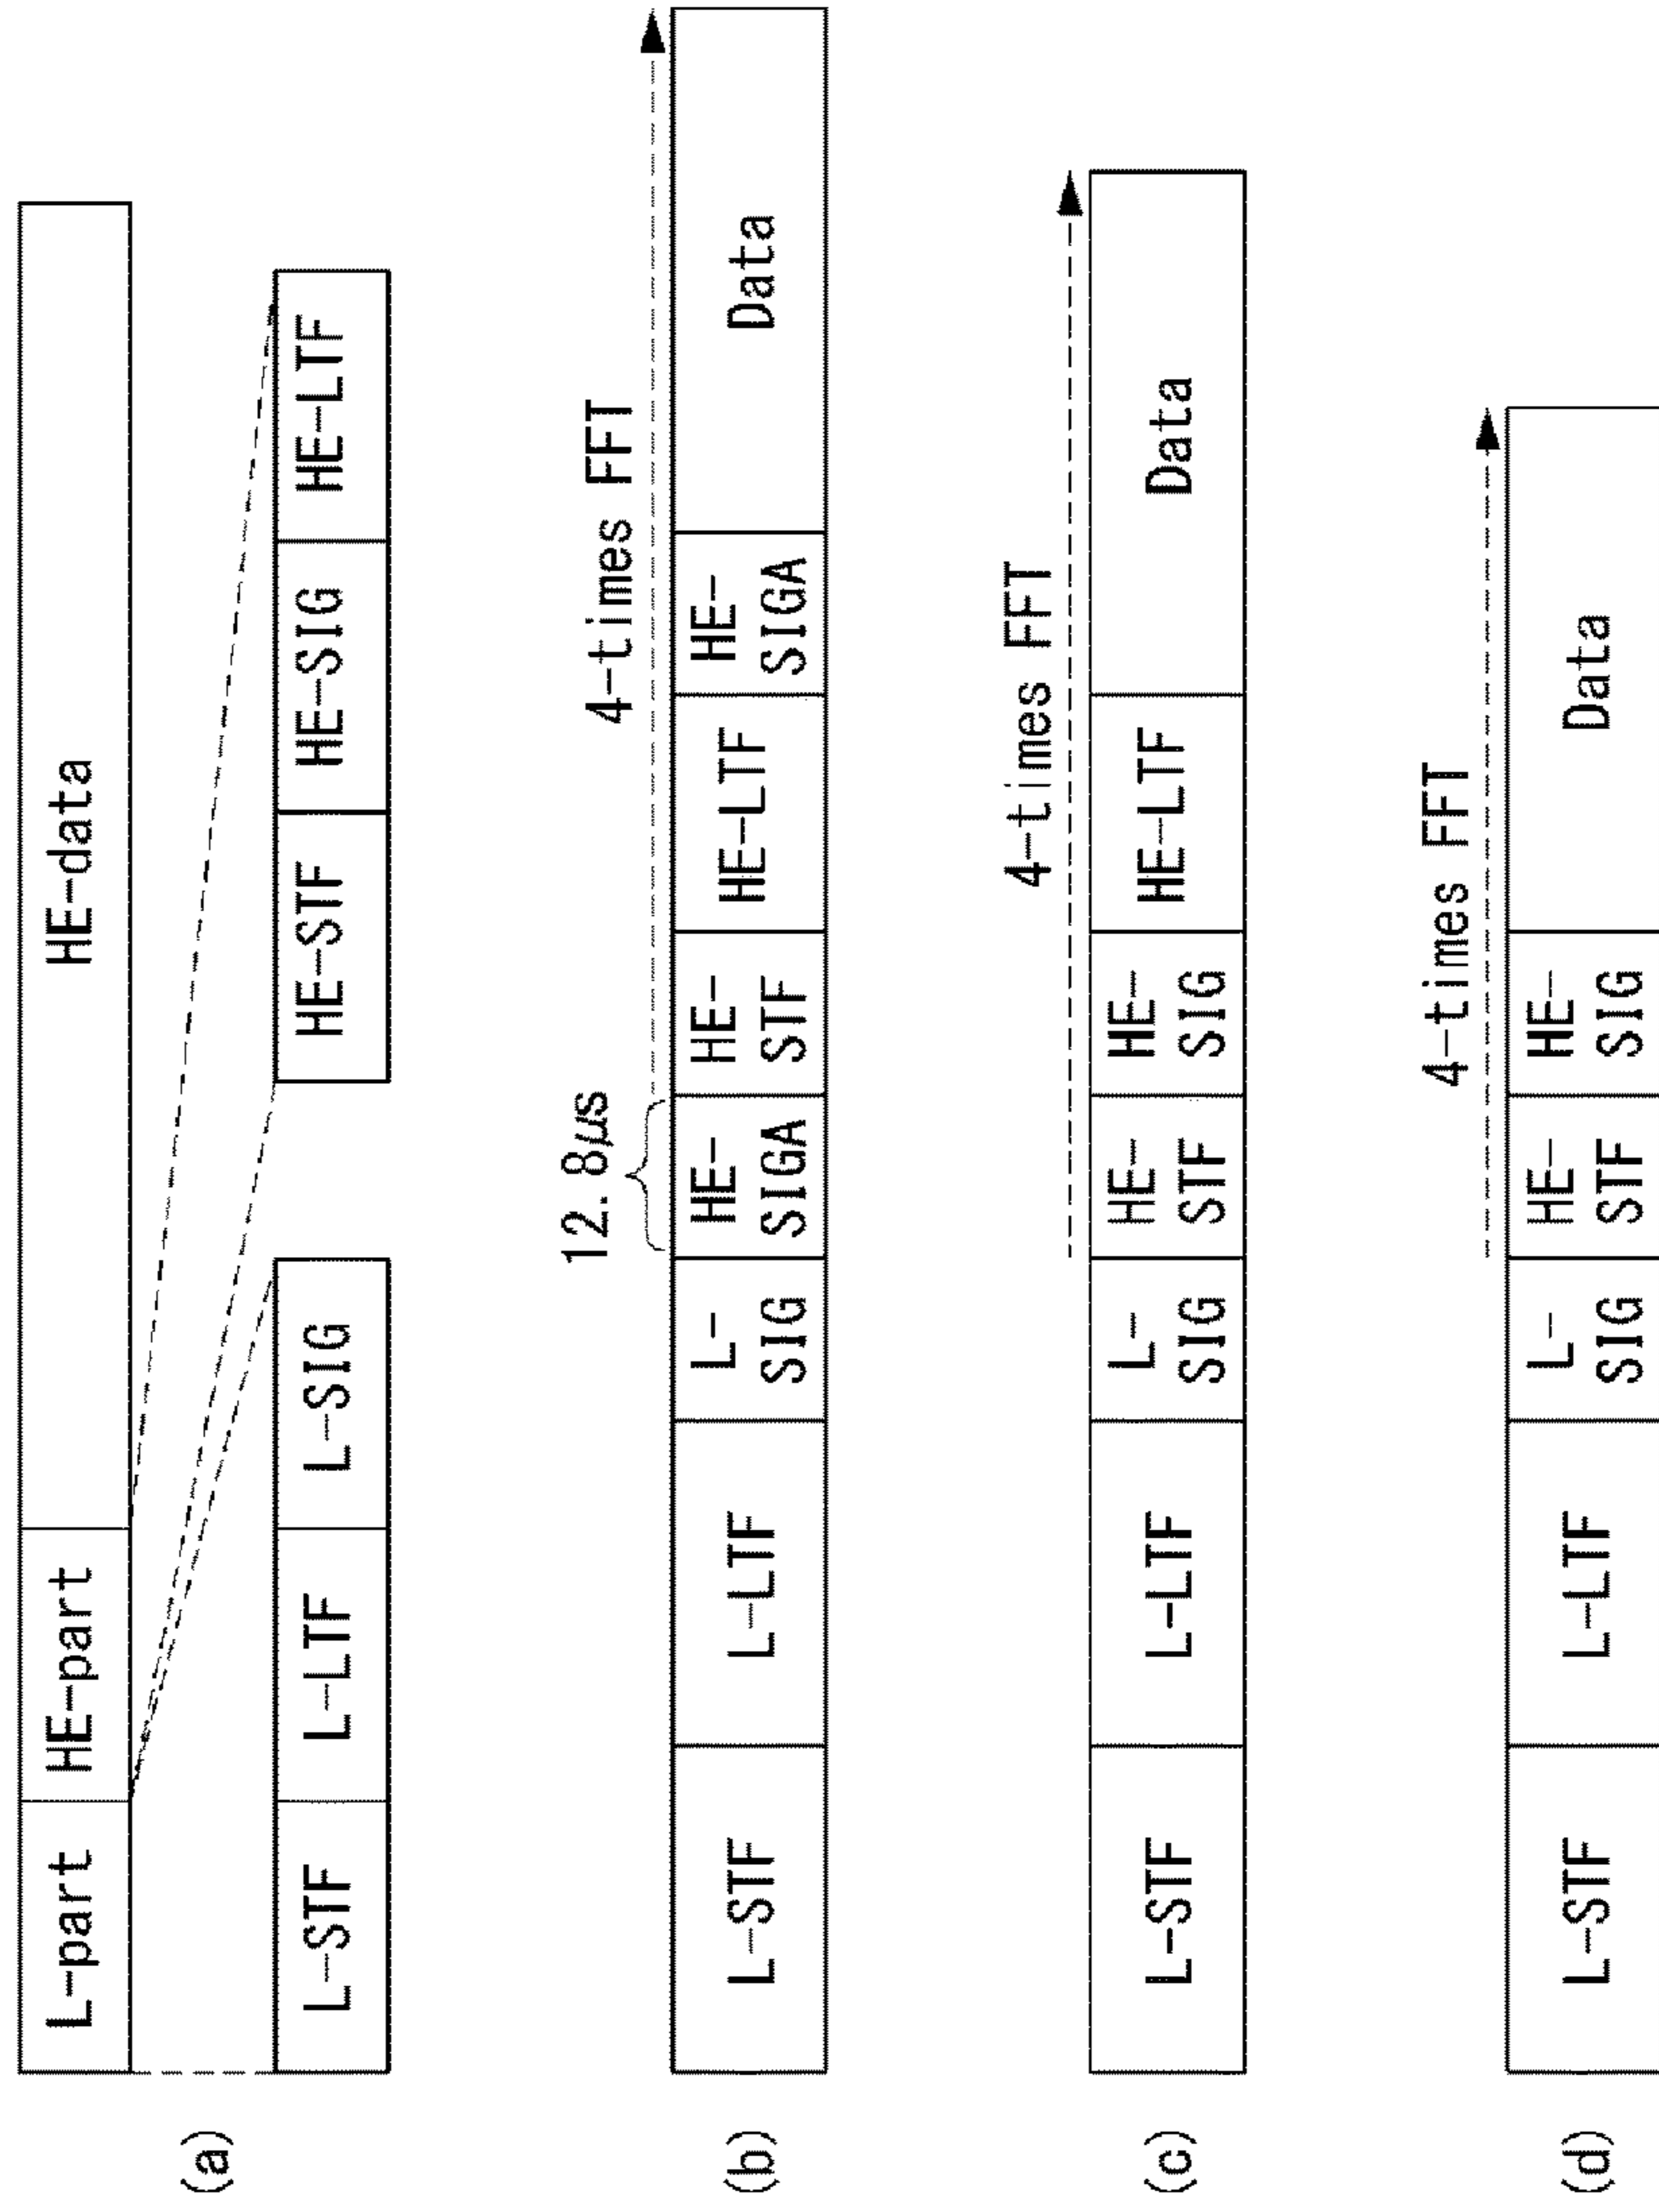 (a)
L-part HE-part HE-data
L-STF L-LTF L-SIG HE-STF HE-SIG HE-LTF
(b)
12.8μs 4-times FFT
L-STF L-LTF L-
SIG HE-
SIGA HE-
STF HE-LTF HE-
SIGA Data
(c)
4-times FFT
L-STF L-LTF L-
SIG HE-
STF HE-
SIG HE-LTF Data
(d)
4-times FFT
L-STF L-LTF L-
SIG HE-
STF HE-
SIG Data